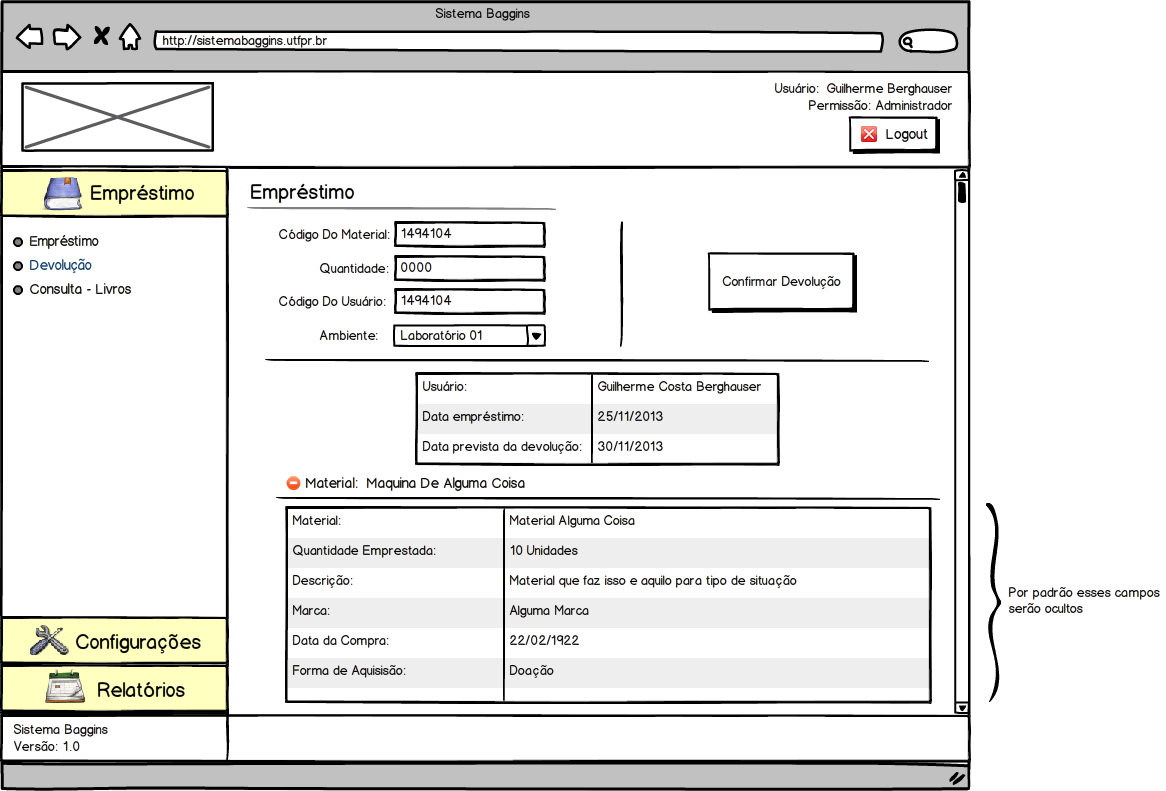 Sistema Baggins
http://sistemabaggins.utfpr.br
Usuário: Guilherme Berghauser
Permissão: Administrador
Logout
Empréstimo
Empréstimo
Devolução
Consulta - Livros
Configurações
Relatórios
Sistema Baggins
Versão: 1.0
Empréstimo
Código Do Material: 1494104
Quantidade: 0000
Código Do Usuário: 1494104
Ambiente: Laboratório 01
Confirmar Devolução
Usuário: Guilherme Costa Berghauser
Data empréstimo: 25/11/2013
Data prevista da devolução: 30/11/2013
Material: Maquina De Alguma Coisa
Material: Material Alguma Coisa
Quantidade Emprestada: 10 Unidades
Descrição: Material que faz isso e aquilo para tipo de situação
Marca: Alguma Marca
Data da Compra: 22/02/1922
Forma de Aquisisão: Doação
Por padrão esses campos
serão ocultos